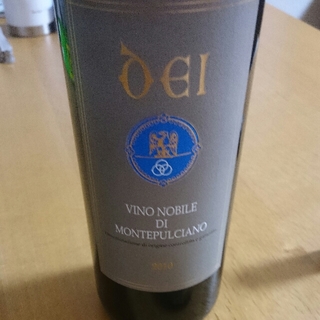 DEI
VINO NOBILE
DI
MONTEPULCIANO